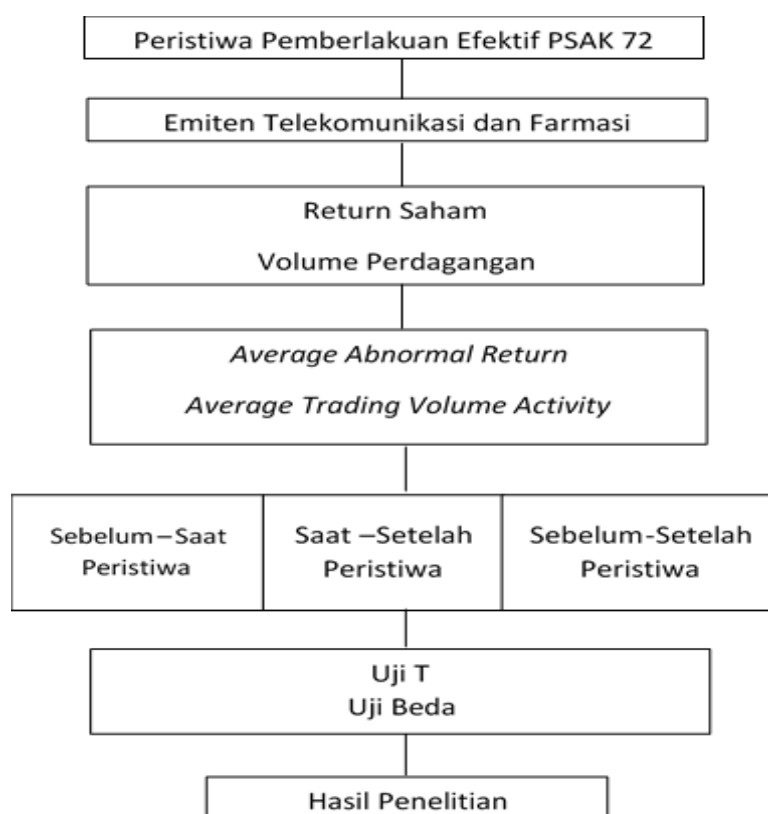 Peristiwa Pemberlakuan Efektif PSAK 72
Emiten Telekomunikasi dan Farmasi
Return Saham
Volume Perdagangan
Average Abnormal Return
Average Trading Volume Activity
Sebelum – Saat
Peristiwa
Saat – Setelah
Peristiwa
Sebelum-Setelah
Peristiwa
Uji T
Uji Beda
Hasil Penelitian